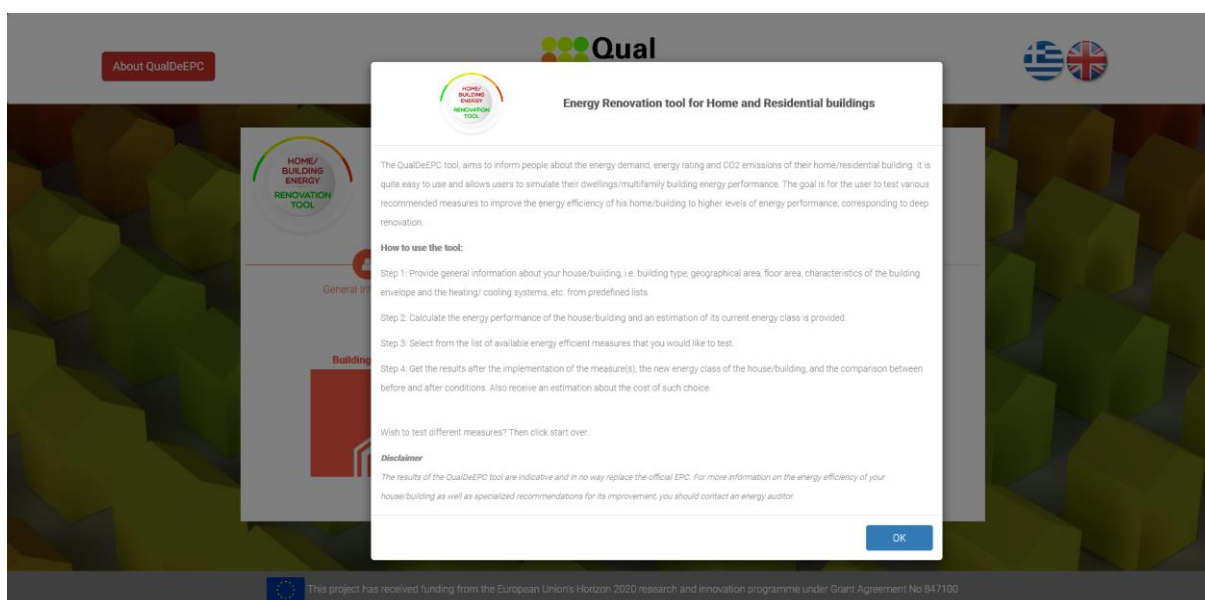 About QualDeEPC
Qual
HOME/
BUILDING
ENERGY
RENOVATION
TOOL
Energy Renovation tool for Home and Residential buildings
The QualDeEPC tool, aims to inform people about the energy demand, energy rating and CO2 emissions of their home/residential building. It is
quite easy to use and allows users to simulate their dwellings/multifamily building energy performance. The goal is for the user to test various
recommended measures to improve the energy efficiency of his home/building to higher levels of energy performance, corresponding to deep
renovation.
How to use the tool:
Step 1: Provide general information about your house/building, i.e. building type, geographical area, floor area, characteristics of the building
envelope and the heating/ cooling systems, etc. from predefined lists.
Step 2: Calculate the energy performance of the house/building and an estimation of its current energy class is provided.
Step 3: Select from the list of available energy efficient measures that you would like to test.
Step 4: Get the results after the implementation of the measure(s), the new energy class of the house/building, and the comparison between
before and after conditions. Also receive an estimation about the cost of such choice.
Wish to test different measures? Then click start over.
Disclaimer
The results of the QualDeEPC tool are indicative and in no way replace the official EPC. For more information on the energy efficiency of your
house/building as well as specialized recommendations for its improvement, you should contact an energy auditor.
OK
HOME/
BUILDING
ENERGY
RENOVATION
TOOL
General
Building
This project has received funding from the European Union's Horizon 2020 research and innovation programme under Grant Agreement No 847100